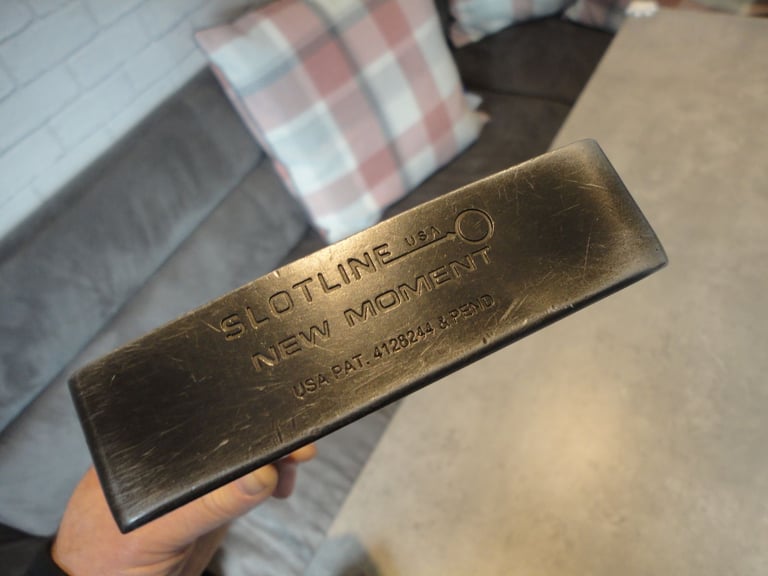 SLOTLINE USA
NEW MOMENT
USA PAT. 4128244 & PEND